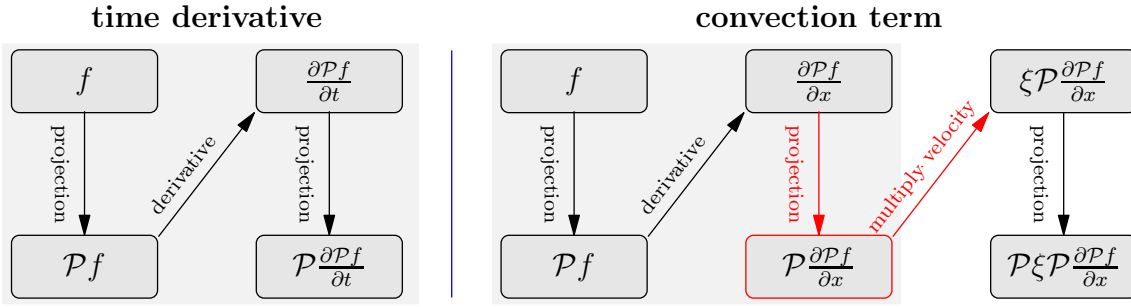 time derivative
f
projection
𝒫f
derivative
∂𝒫f/∂t
projection
𝒫 ∂𝒫f/∂t
convection term
f
projection
𝒫f
derivative
∂𝒫f/∂x
projection
𝒫 ∂𝒫f/∂x
multiply velocity
ξ𝒫 ∂𝒫f/∂x
projection
𝒫ξ𝒫 ∂𝒫f/∂x